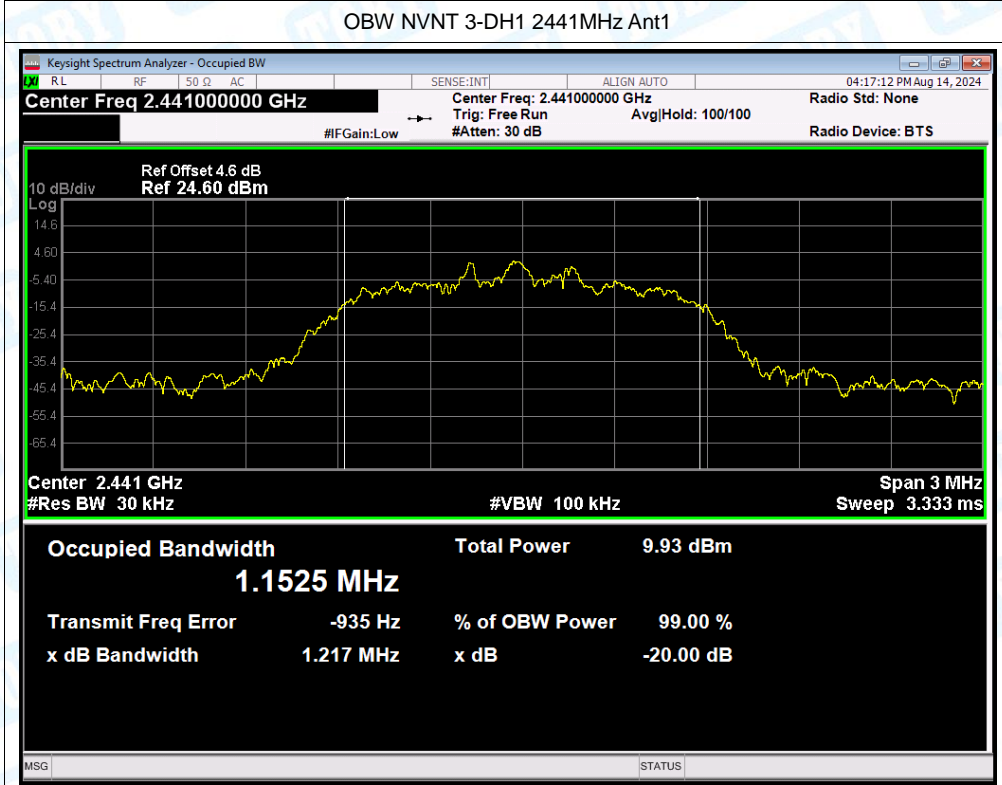 OBW NVNT 3-DH1 2441MHz Ant1
Keysight Spectrum Analyzer - Occupied BW
LXI RL RF 50 Ω AC SENSE:INT ALIGN AUTO 04:17:12 PM Aug 14, 2024
Center Freq 2.441000000 GHz Center Freq: 2.441000000 GHz Radio Std: None
Trig: Free Run Avg|Hold: 100/100
#IFGain:Low #Atten: 30 dB Radio Device: BTS
Ref Offset 4.6 dB
10 dB/div Ref 24.60 dBm
Log
14.6
4.60
-5.40
-15.4
-25.4
-35.4
-45.4
-55.4
-65.4
Center 2.441 GHz Span 3 MHz
#Res BW 30 kHz #VBW 100 kHz Sweep 3.333 ms
Occupied Bandwidth Total Power 9.93 dBm
1.1525 MHz
Transmit Freq Error -935 Hz % of OBW Power 99.00 %
x dB Bandwidth 1.217 MHz x dB -20.00 dB
MSG STATUS